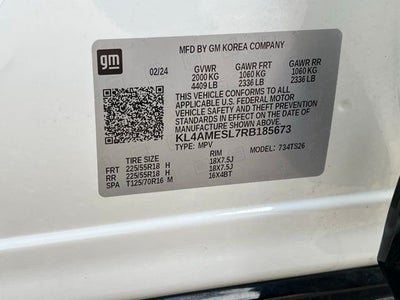 gm
MFD BY GM KOREA COMPANY
02/24 GVWR GAWR FRT GAWR RR
2000 KG 1060 KG 1060 KG
4409 LB 2336 LB 2336 LB
THIS VEHICLE CONFORMS TO ALL
APPLICABLE U.S. FEDERAL MOTOR
VEHICLE SAFETY, BUMPER, AND
THEFT PREVENTION STANDARDS
IN EFFECT ON THE DATE OF
MANUFACTURE SHOWN ABOVE.
KL4AMESL7RB185673
TYPE: MPV MODEL: 734TS26
TIRE SIZE RIM
FRT 225/55R18 H 18X7.5J
RR 225/55R18 H 18X7.5J
SPA T125/70R16 M 16X4BT